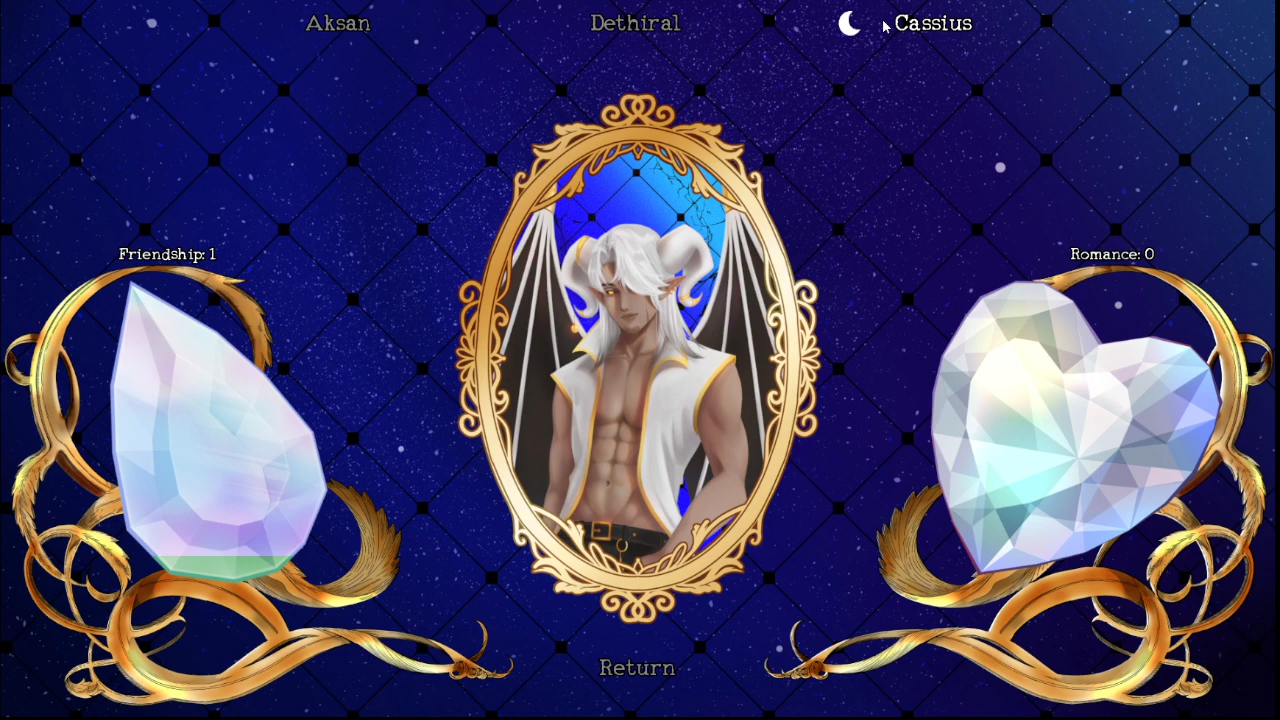 Aksan
Dethiral
Cassius
Friendship: 1
Romance: 0
Return